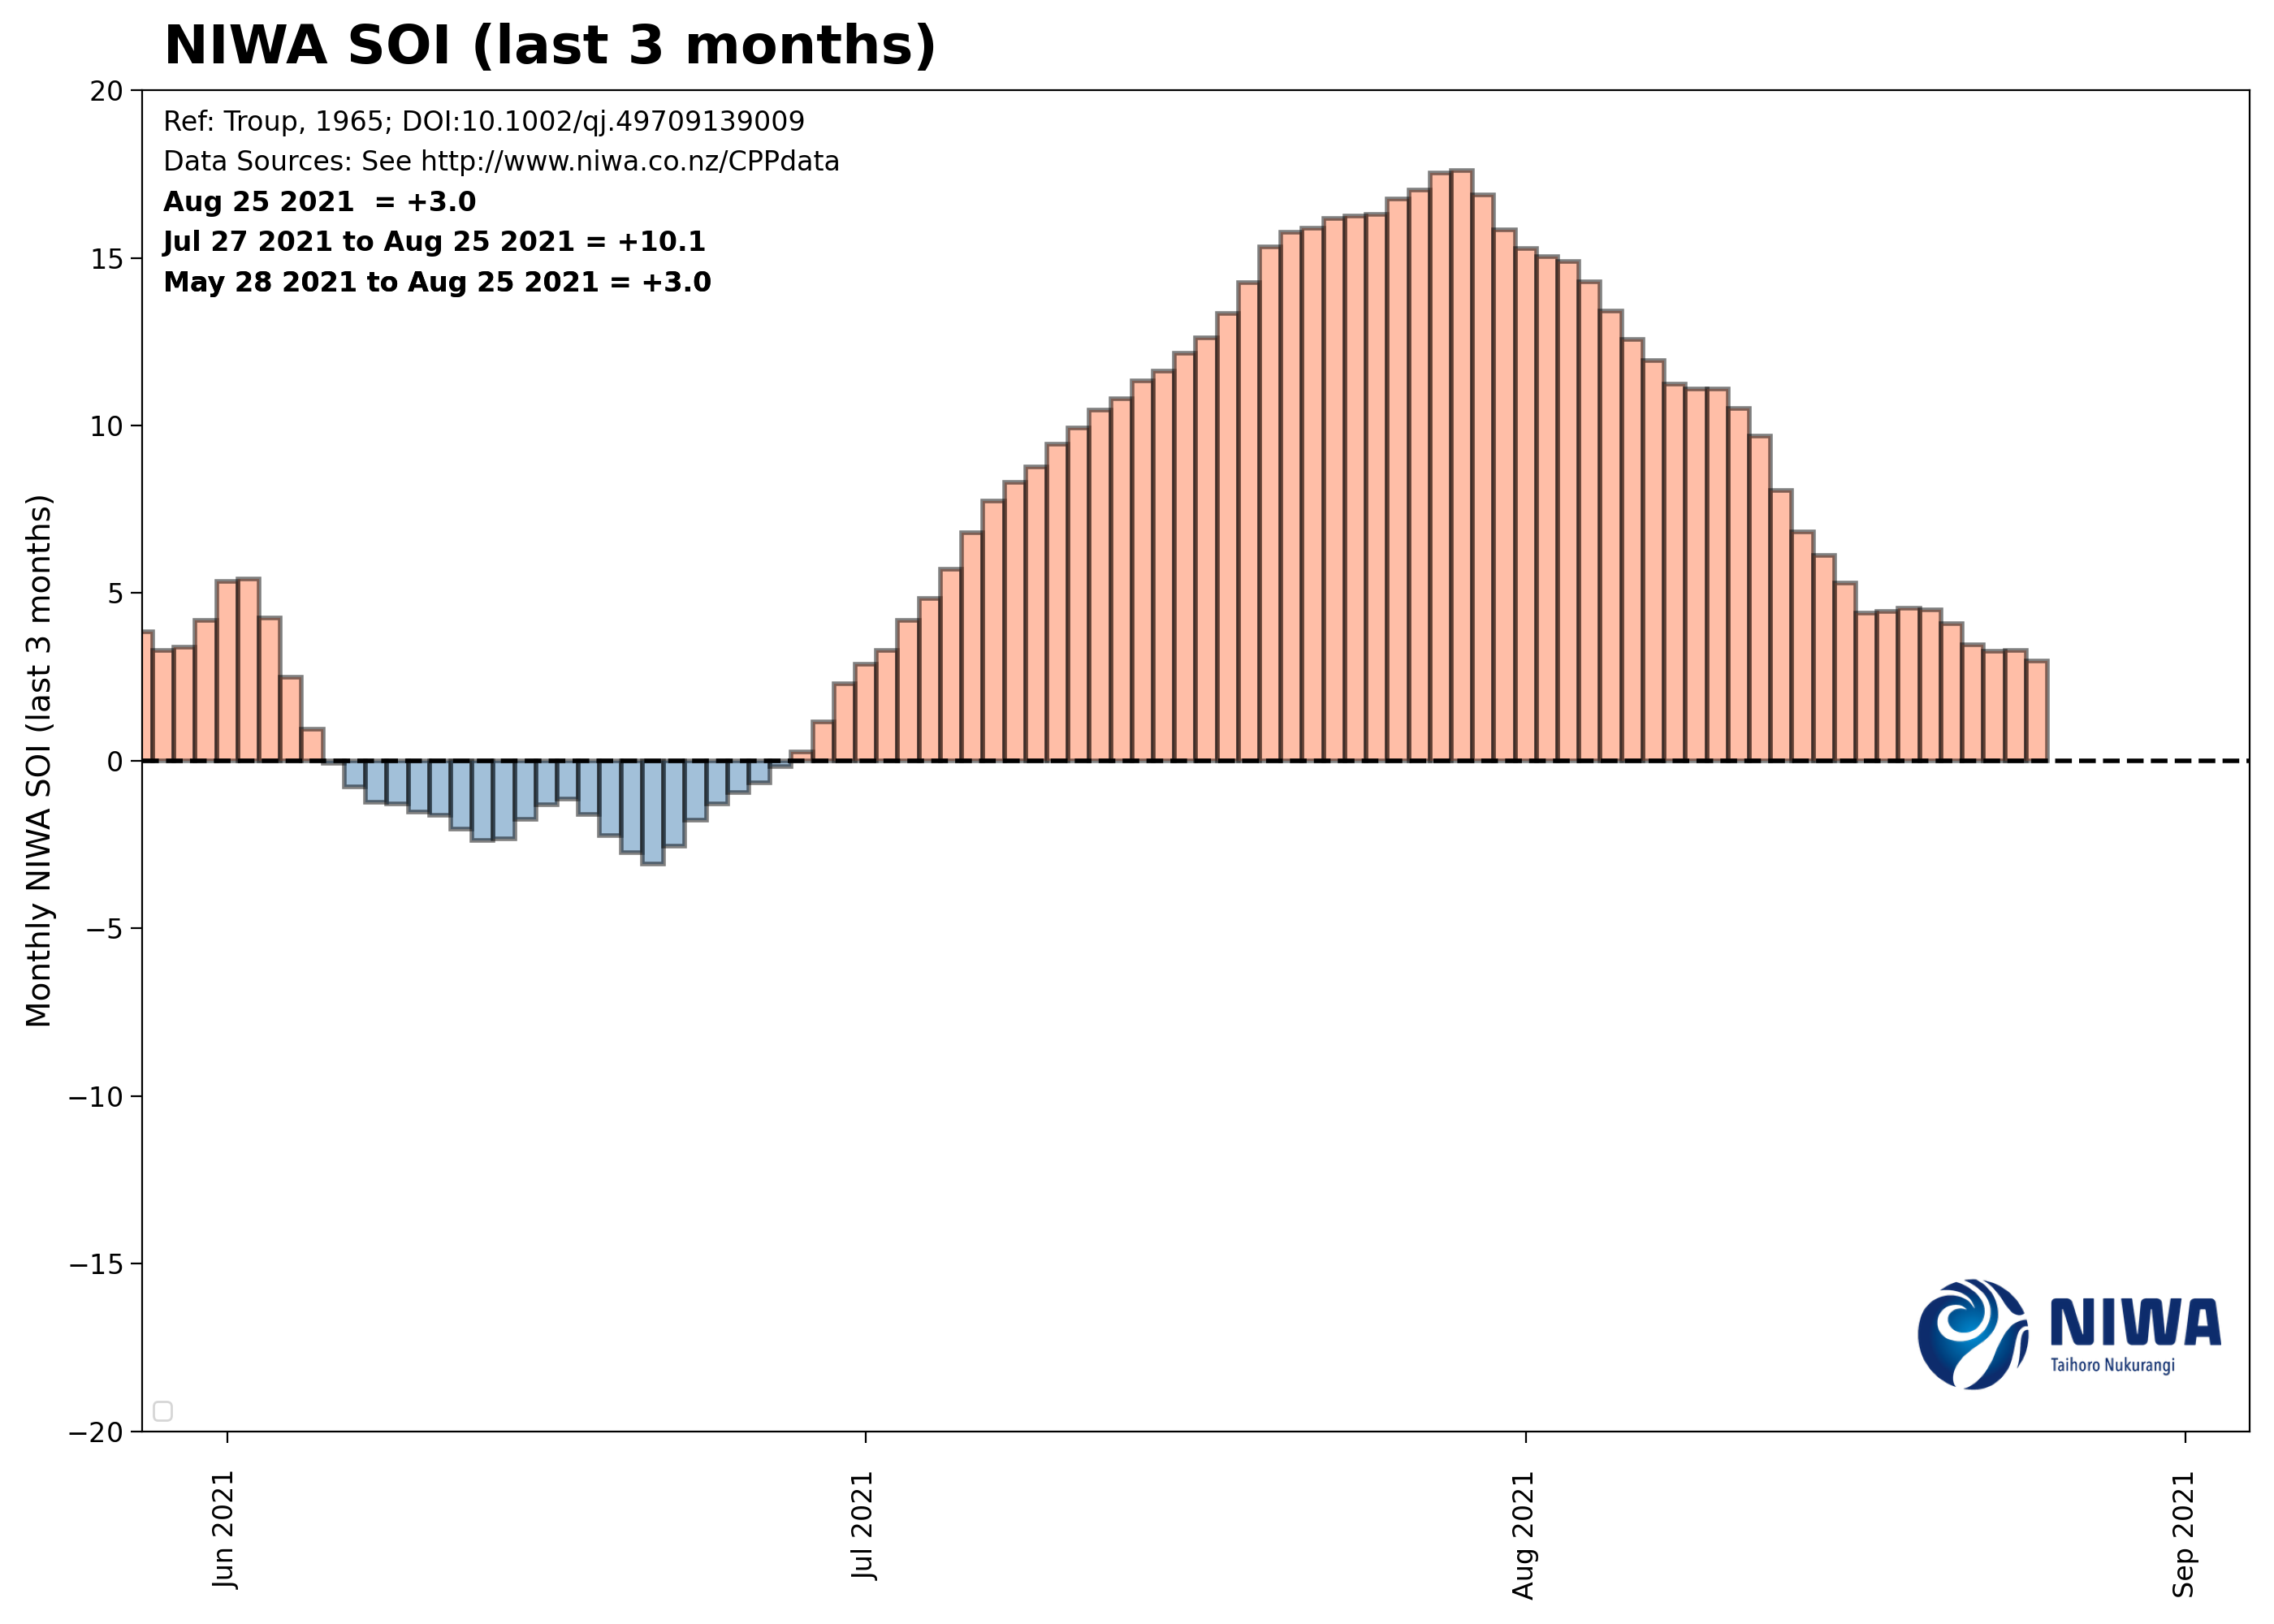 NIWA SOI (last 3 months)
Ref: Troup, 1965; DOI:10.1002/qj.49709139009
Data Sources: See http://www.niwa.co.nz/CPPdata
Aug 25 2021  = +3.0
Jul 27 2021 to Aug 25 2021 = +10.1
May 28 2021 to Aug 25 2021 = +3.0
Monthly NIWA SOI (last 3 months)
20
15
10
5
0
−5
−10
−15
−20
Jun 2021
Jul 2021
Aug 2021
Sep 2021
NIWA
Taihoro Nukurangi